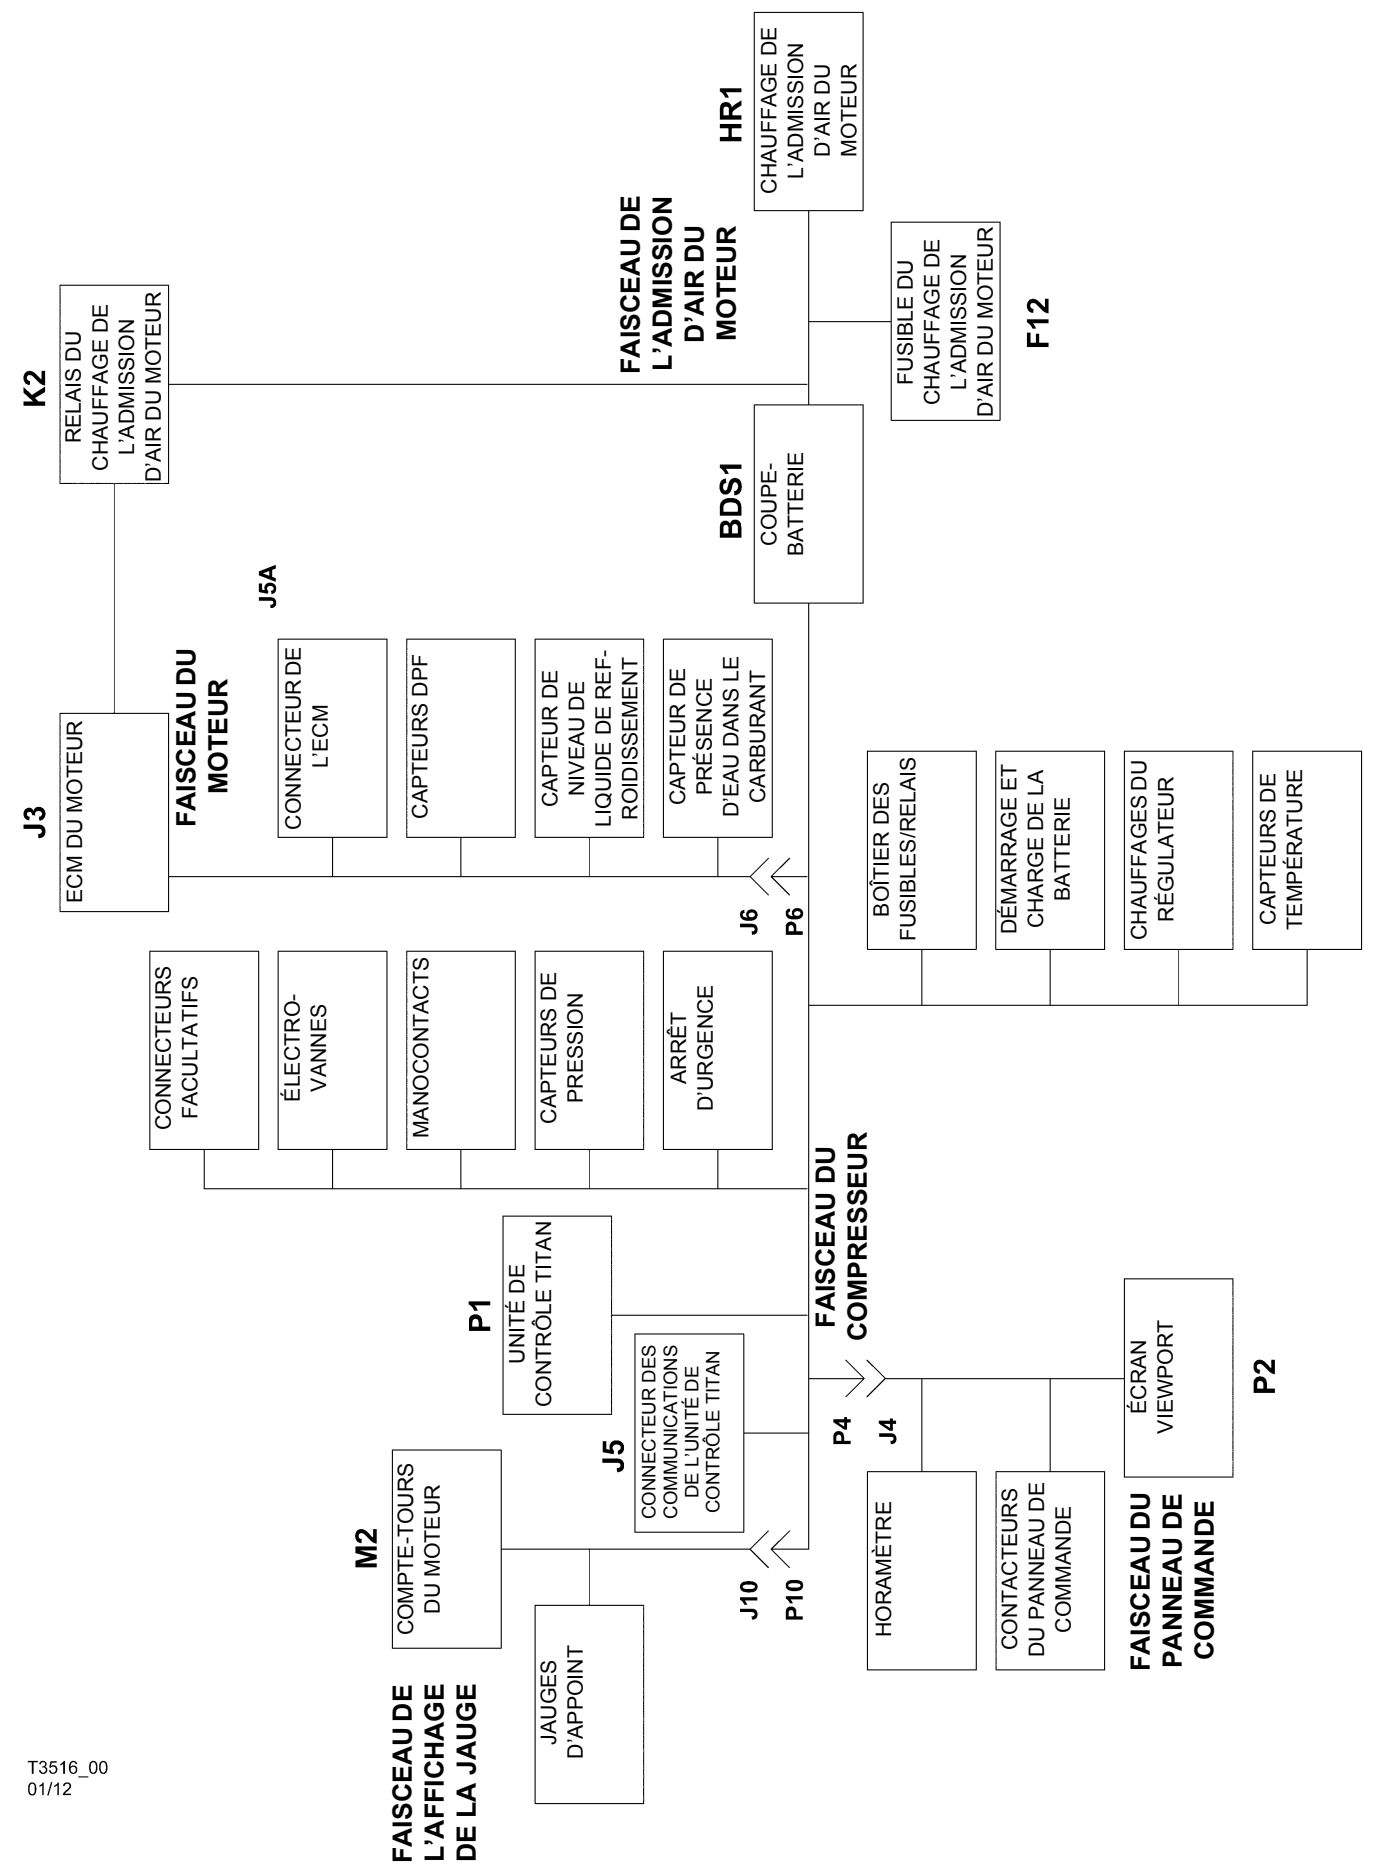 K2
RELAIS DU
CHAUFFAGE DE
L'ADMISSION
D'AIR DU MOTEUR
J3
ECM DU MOTEUR
FAISCEAU DU
MOTEUR
J5A
CONNECTEUR DE
L'ECM
CAPTEURS DPF
CAPTEUR DE
NIVEAU DE
LIQUIDE DE REF-
ROIDISSEMENT
CAPTEUR DE
PRÉSENCE
D'EAU DANS LE
CARBURANT
J6
P6
CONNECTEURS
FACULTATIFS
ÉLECTRO-
VANNES
MANOCONTACTS
CAPTEURS DE
PRESSION
ARRÊT
D'URGENCE
P1
UNITÉ DE
CONTRÔLE TITAN
J5
CONNECTEUR DES
COMMUNICATIONS
DE L'UNITÉ DE
CONTRÔLE TITAN
M2
COMPTE-TOURS
DU MOTEUR
FAISCEAU DE
L'AFFICHAGE
DE LA JAUGE
JAUGES
D'APPOINT
J10
P10
FAISCEAU DE
L'ADMISSION
D'AIR DU
MOTEUR
HR1
CHAUFFAGE DE
L'ADMISSION
D'AIR DU
MOTEUR
BDS1
COUPE-
BATTERIE
FUSIBLE DU
CHAUFFAGE DE
L'ADMISSION
D'AIR DU MOTEUR
F12
FAISCEAU DU
COMPRESSEUR
BOÎTIER DES
FUSIBLES/RELAIS
DÉMARRAGE ET
CHARGE DE LA
BATTERIE
CHAUFFAGES DU
RÉGULATEUR
CAPTEURS DE
TEMPÉRATURE
P4
J4
HORAMÈTRE
CONTACTEURS
DU PANNEAU DE
COMMANDE
ÉCRAN
VIEWPORT
P2
FAISCEAU DU
PANNEAU DE
COMMANDE
T3516_00
01/12